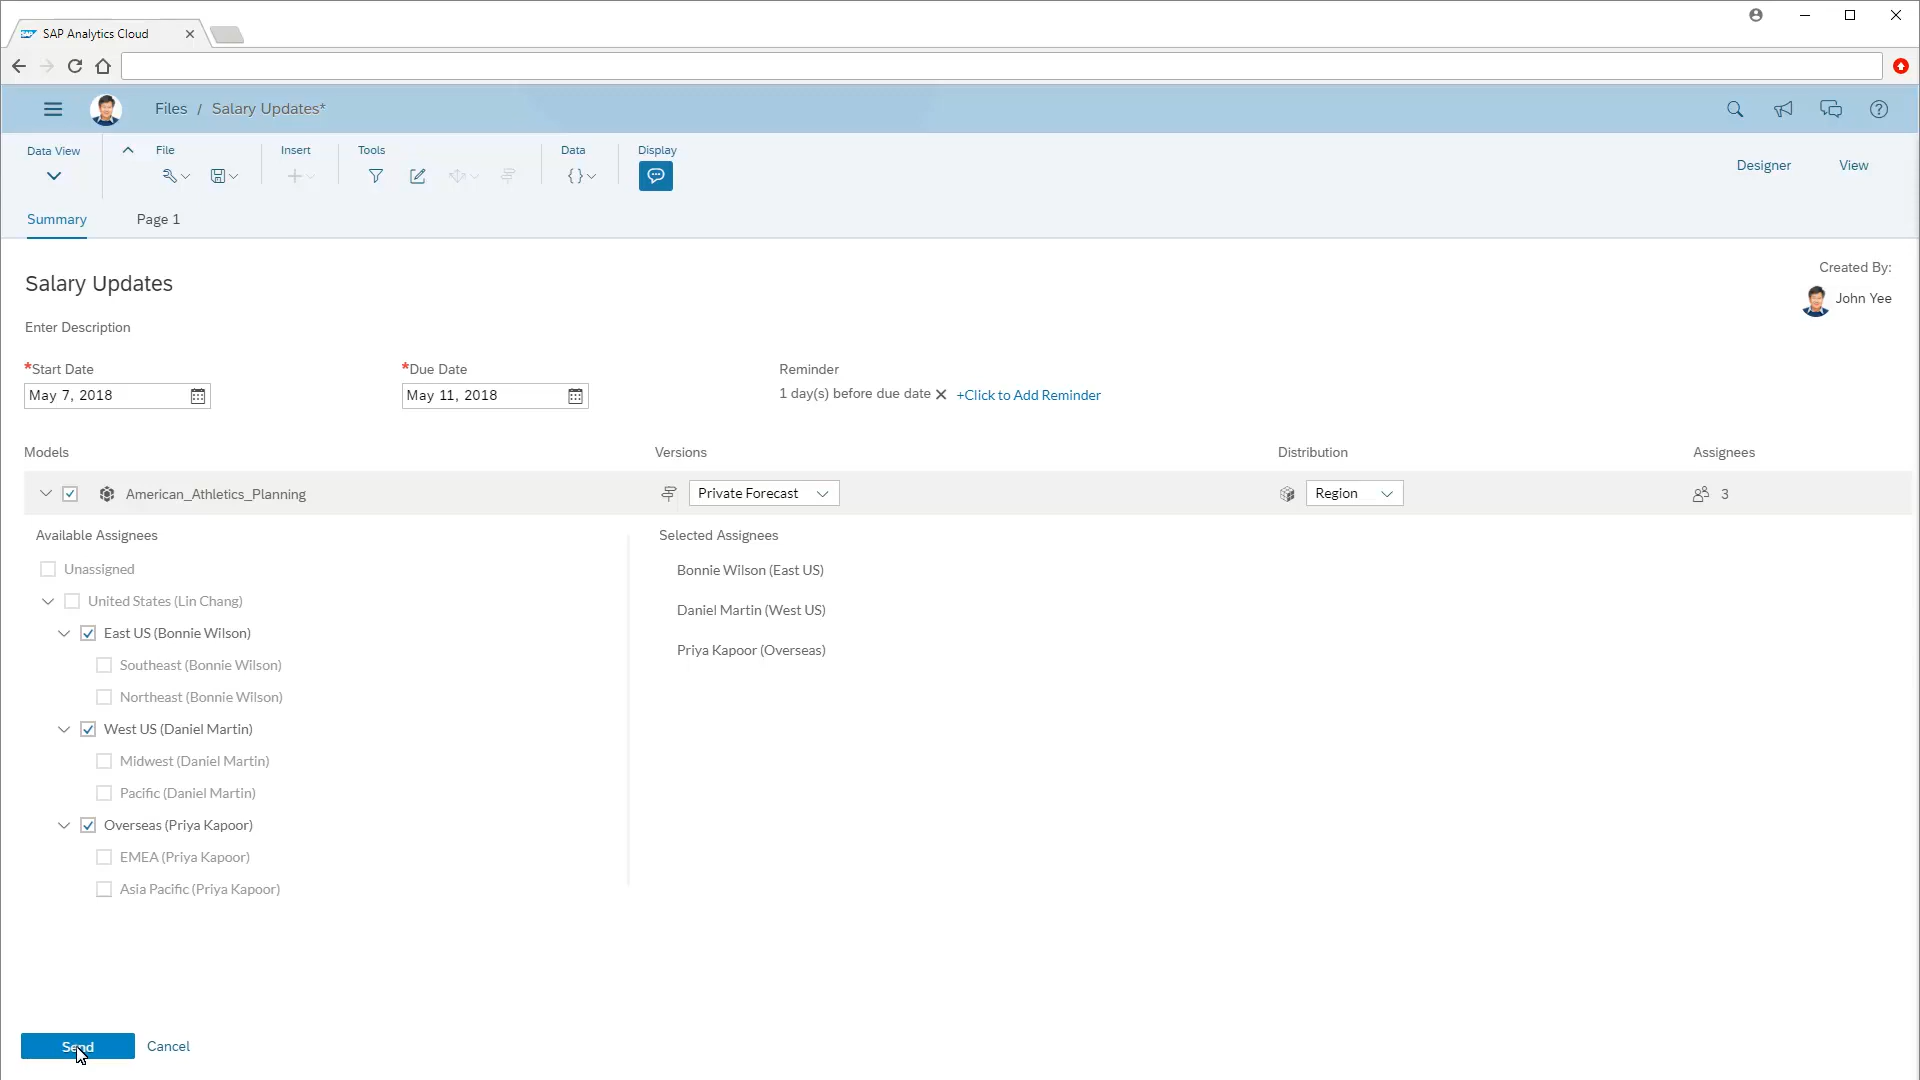 SAP Analytics Cloud
Files / Salary Updates*
Data View
File
Insert
Tools
Data
Display
Designer
View
Summary
Page 1
Salary Updates
Created By:
John Yee
Enter Description
*Start Date
*Due Date
Reminder
May 7, 2018
May 11, 2018
1 day(s) before due date
+Click to Add Reminder
Models
Versions
Distribution
Assignees
American_Athletics_Planning
Private Forecast
Region
3
Available Assignees
Unassigned
United States (Lin Chang)
East US (Bonnie Wilson)
Southeast (Bonnie Wilson)
Northeast (Bonnie Wilson)
West US (Daniel Martin)
Midwest (Daniel Martin)
Pacific (Daniel Martin)
Overseas (Priya Kapoor)
EMEA (Priya Kapoor)
Asia Pacific (Priya Kapoor)
Selected Assignees
Bonnie Wilson (East US)
Daniel Martin (West US)
Priya Kapoor (Overseas)
Send
Cancel